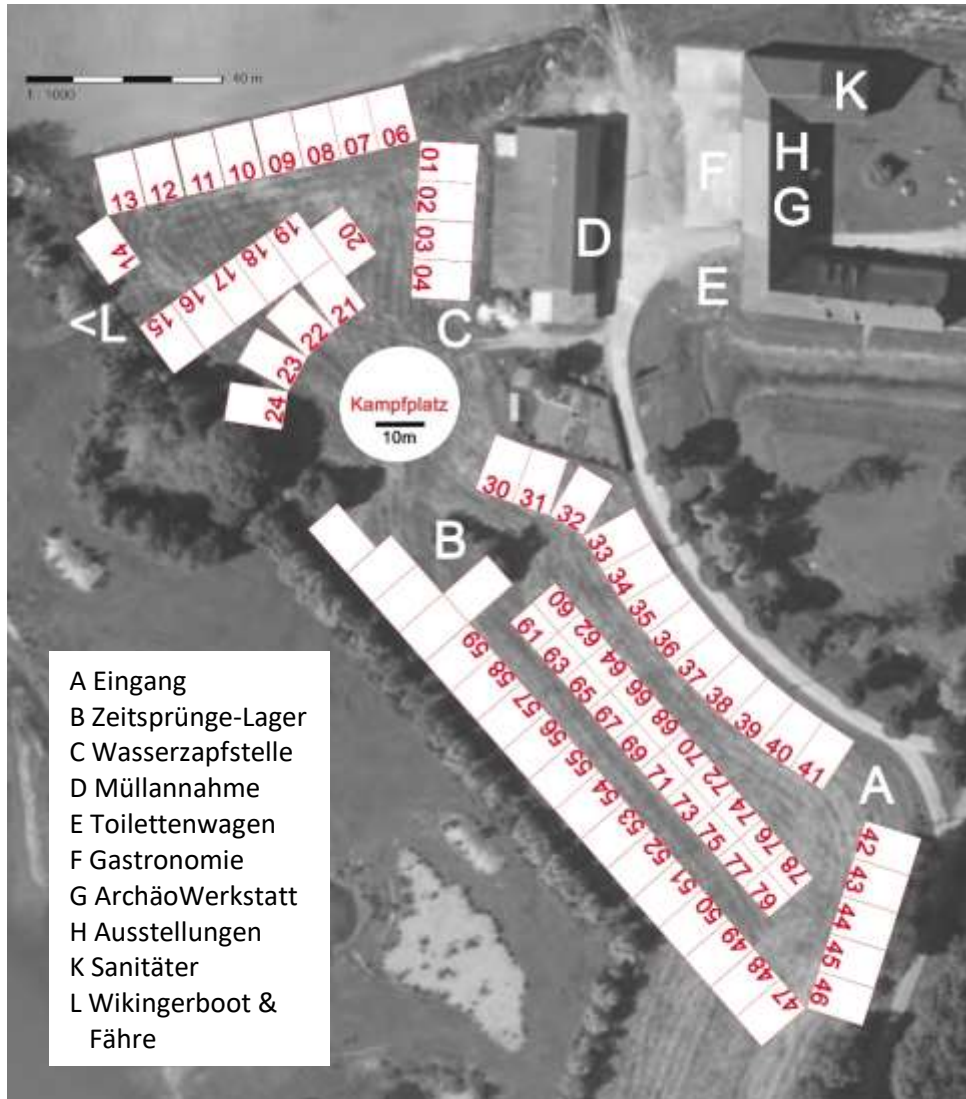 40 m
1 : 1000
K
H
F
G
D
E
C
<L
B
A
13
12
11
10
09
08
07
06
01
02
03
04
14
15
16
17
18
19
20
21
22
23
24
Kampfplatz
10m
30
31
32
33
34
35
36
37
38
39
40
41
42
43
44
45
46
47
48
49
50
51
52
53
54
55
56
57
58
59
60
62
64
66
68
70
72
74
76
78
61
63
65
67
69
71
73
75
77
79
A Eingang
B Zeitsprünge-Lager
C Wasserzapfstelle
D Müllannahme
E Toilettenwagen
F Gastronomie
G ArchäoWerkstatt
H Ausstellungen
K Sanitäter
L Wikingerboot &
Fähre